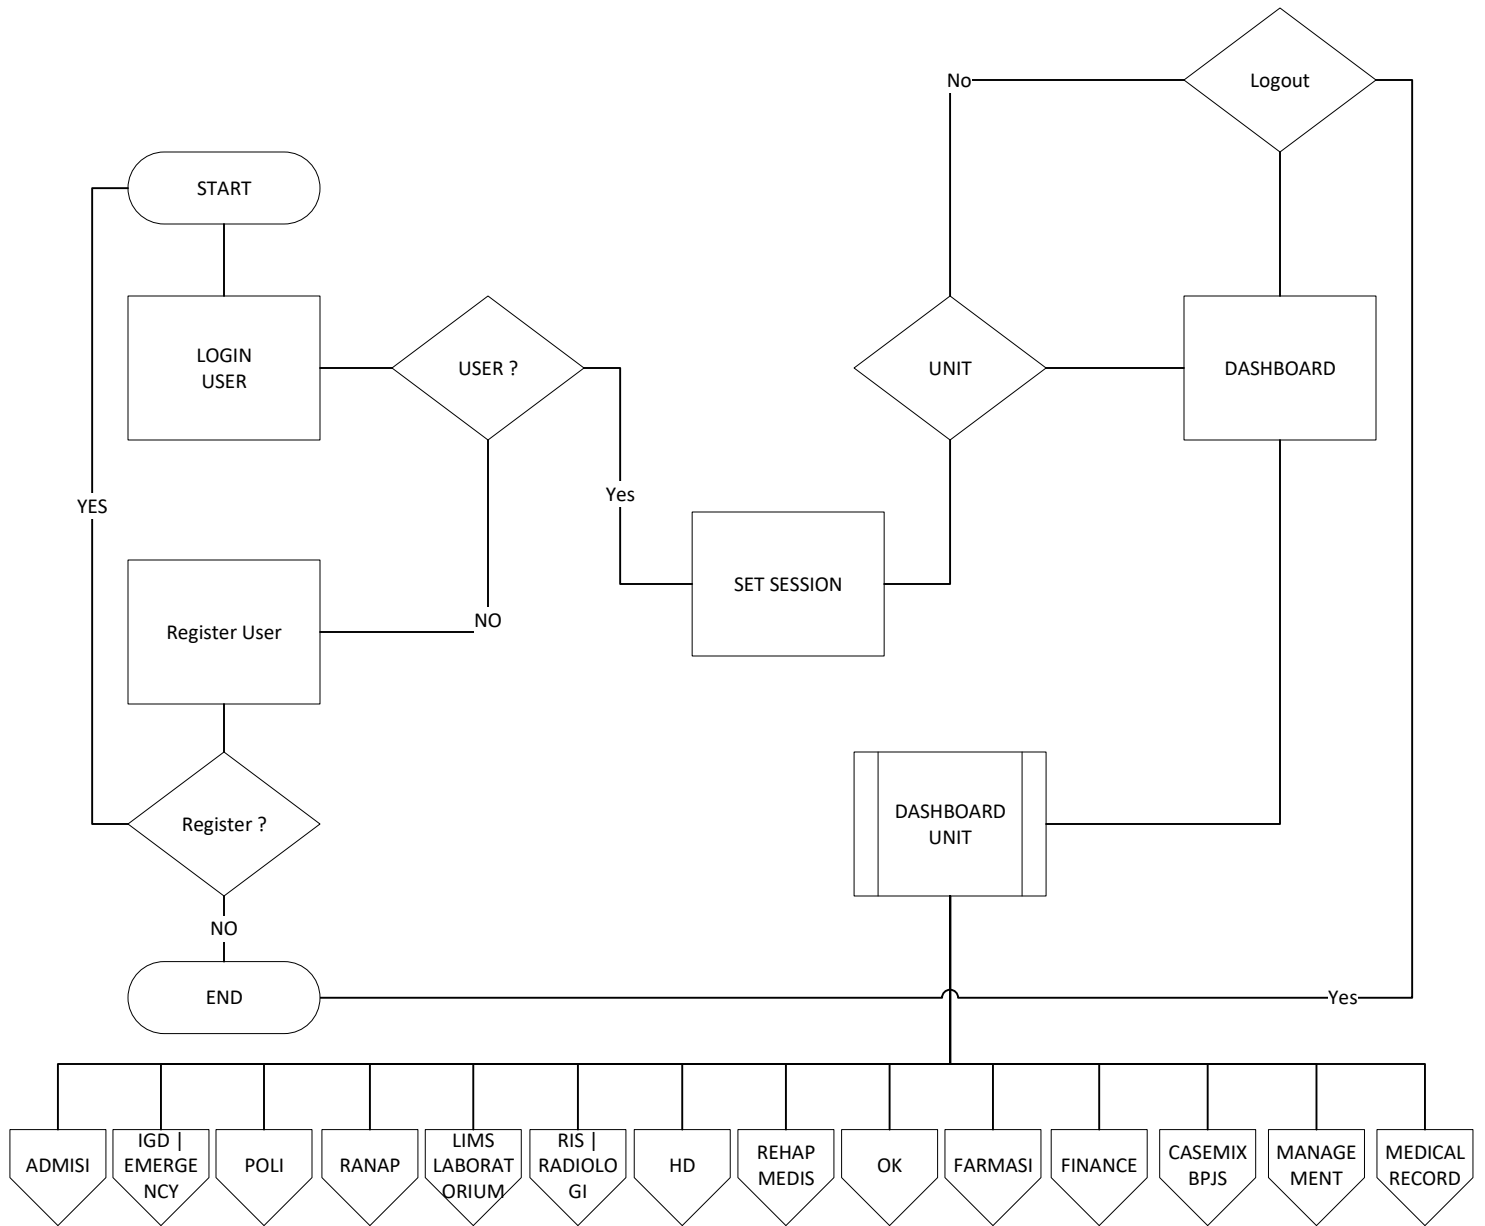 No
Logout
START
LOGIN
USER
USER ?
UNIT
DASHBOARD
YES
Yes
SET SESSION
NO
Register User
Register ?
DASHBOARD
UNIT
NO
END
Yes
ADMISI
IGD |
EMERGE
NCY
POLI
RANAP
LIMS
LABORAT
ORIUM
RIS |
RADIOLO
GI
HD
REHAP
MEDIS
OK
FARMASI
FINANCE
CASEMIX
BPJS
MANAGE
MENT
MEDICAL
RECORD